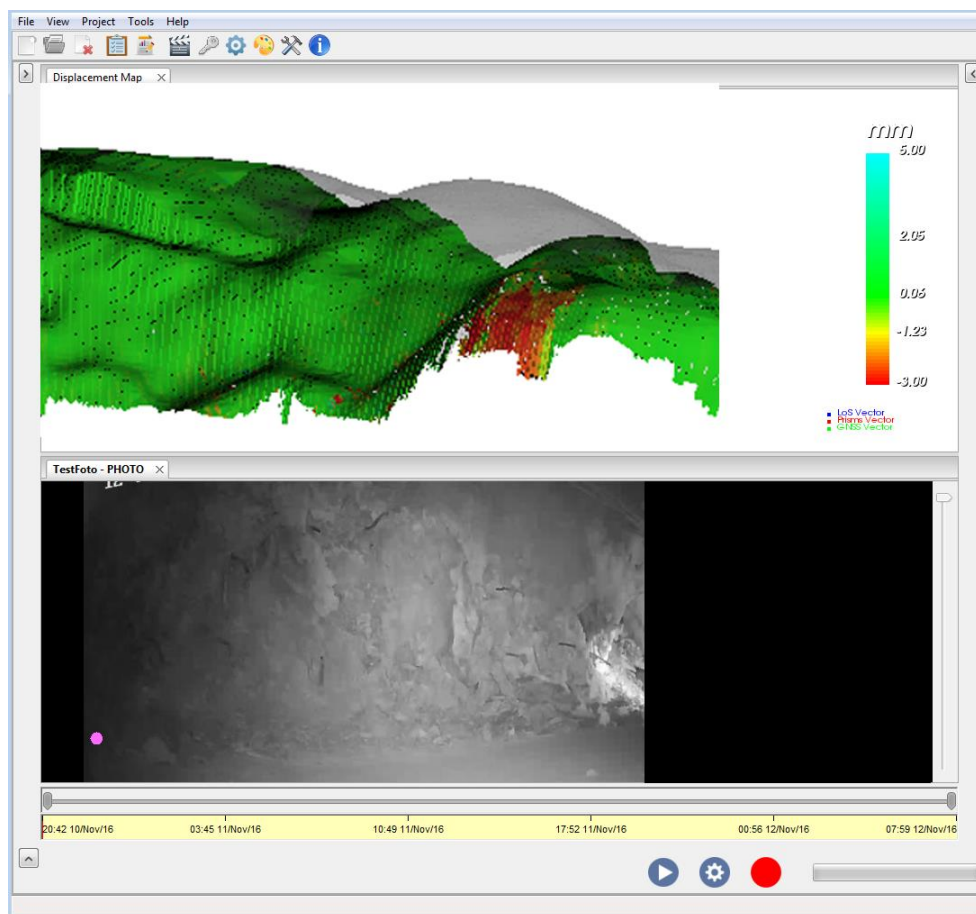 File View Project Tools Help
Displacement Map
mm
5.00
2.05
0.05
-1.23
-3.00
LoS Vector
Prisms Vector
GNSS Vector
TestFoto - PHOTO
20:42 10/Nov/16 03:45 11/Nov/16 10:49 11/Nov/16 17:52 11/Nov/16 00:56 12/Nov/16 07:59 12/Nov/16